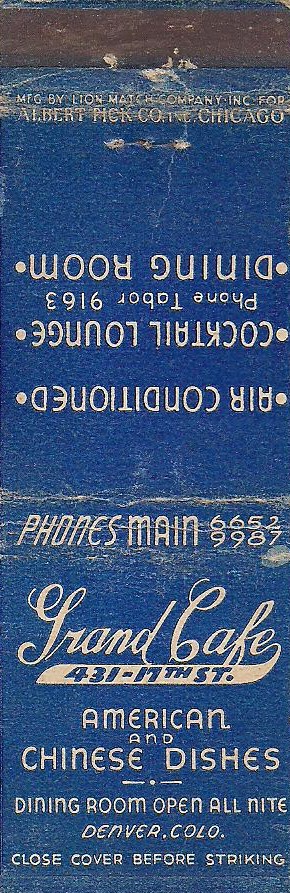 MFG BY LION MATCH COMPANY INC FOR
ALBERT PICK CO. INC. CHICAGO
•AIR CONDITIONED•
•COCKTAIL LOUNGE•
Phone Tabor 9163
•DINING ROOM•
PHONES MAIN 6652 9987
Grand Cafe
431-17TH ST.
AMERICAN
AND
CHINESE DISHES
DINING ROOM OPEN ALL NITE
DENVER, COLO.
CLOSE COVER BEFORE STRIKING